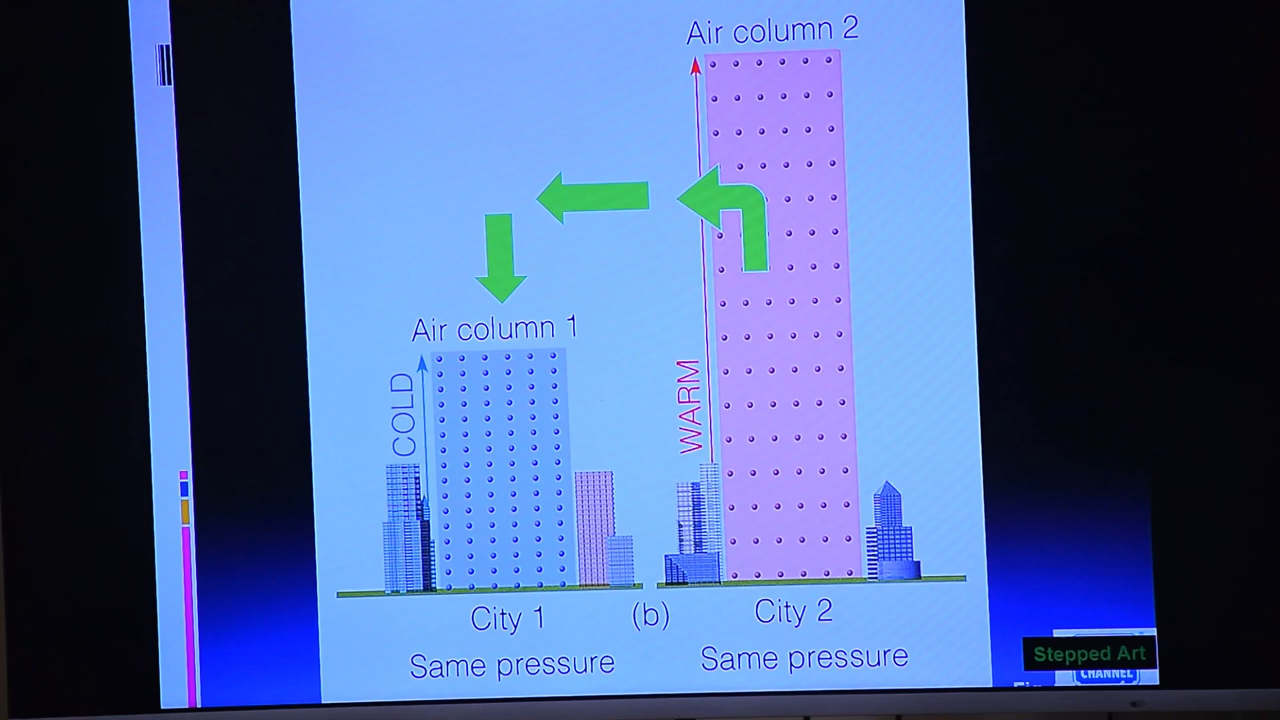 Air column 2
Air column 1
COLD
WARM
City 1
(b)
City 2
Same pressure
Same pressure
Stepped Art
CHANNEL